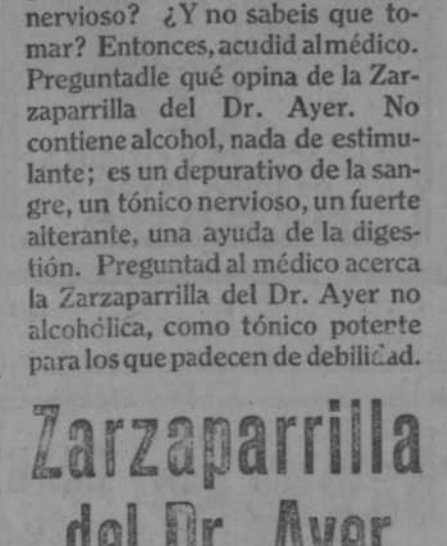 nervioso? ¿Y no sabeis que to-
mar? Entonces, acudid al médico.
Preguntadle qué opina de la Zar-
zaparrilla del Dr. Ayer. No
contiene alcohol, nada de estimu-
lante; es un depurativo de la san-
gre, un tónico nervioso, un fuerte
alterante, una ayuda de la diges-
tión. Preguntad al médico acerca
la Zarzaparrilla del Dr. Ayer no
alcohólica, como tónico potente
para los que padecen de debilidad.
Zarzaparrilla
del Dr. Ayer